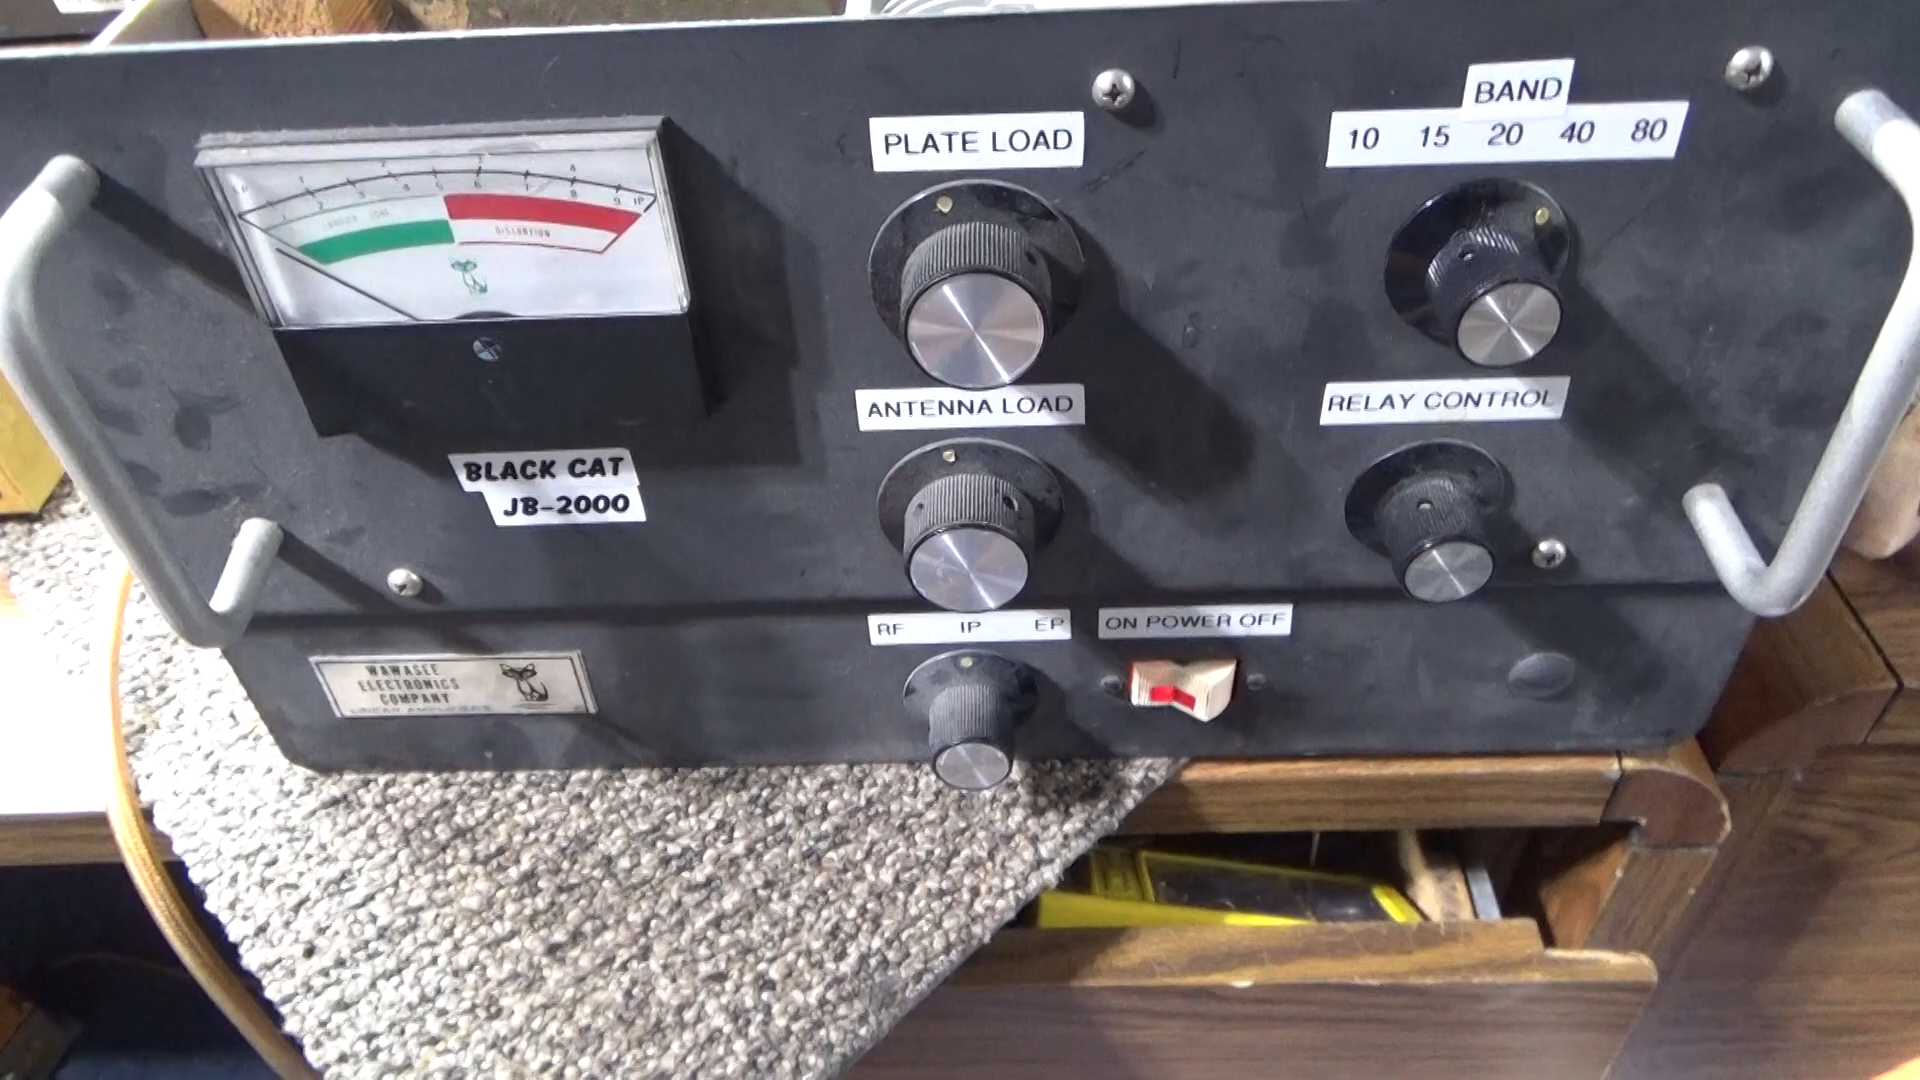 PLATE LOAD
BAND
10 15 20 40 80
DISTORTION
ANTENNA LOAD
RELAY CONTROL
BLACK CAT
JB-2000
RF IP EP
ON POWER OFF
WAWASEE
ELECTRONICS
COMPANY
LINEAR AMPLIFIERS